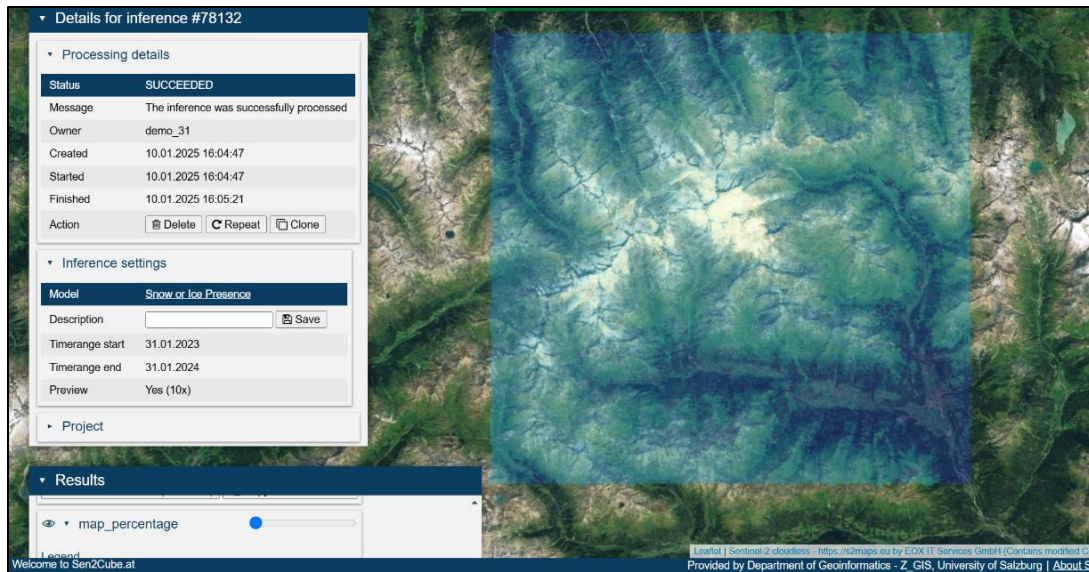 Details for inference #78132
Processing details
Status SUCCEEDED
Message The inference was successfully processed
Owner demo_31
Created 10.01.2025 16:04:47
Started 10.01.2025 16:04:47
Finished 10.01.2025 16:05:21
Action Delete Repeat Clone
Inference settings
Model Snow or Ice Presence
Description Save
Timerange start 31.01.2023
Timerange end 31.01.2024
Preview Yes (10x)
Project
Results
map_percentage
Legend
Leaflet | Sentinel-2 cloudless - https://s2maps.eu by EOX IT Services GmbH (Contains modified C
Welcome to Sen2Cube.at
Provided by Department of Geoinformatics - Z_GIS, University of Salzburg | About S